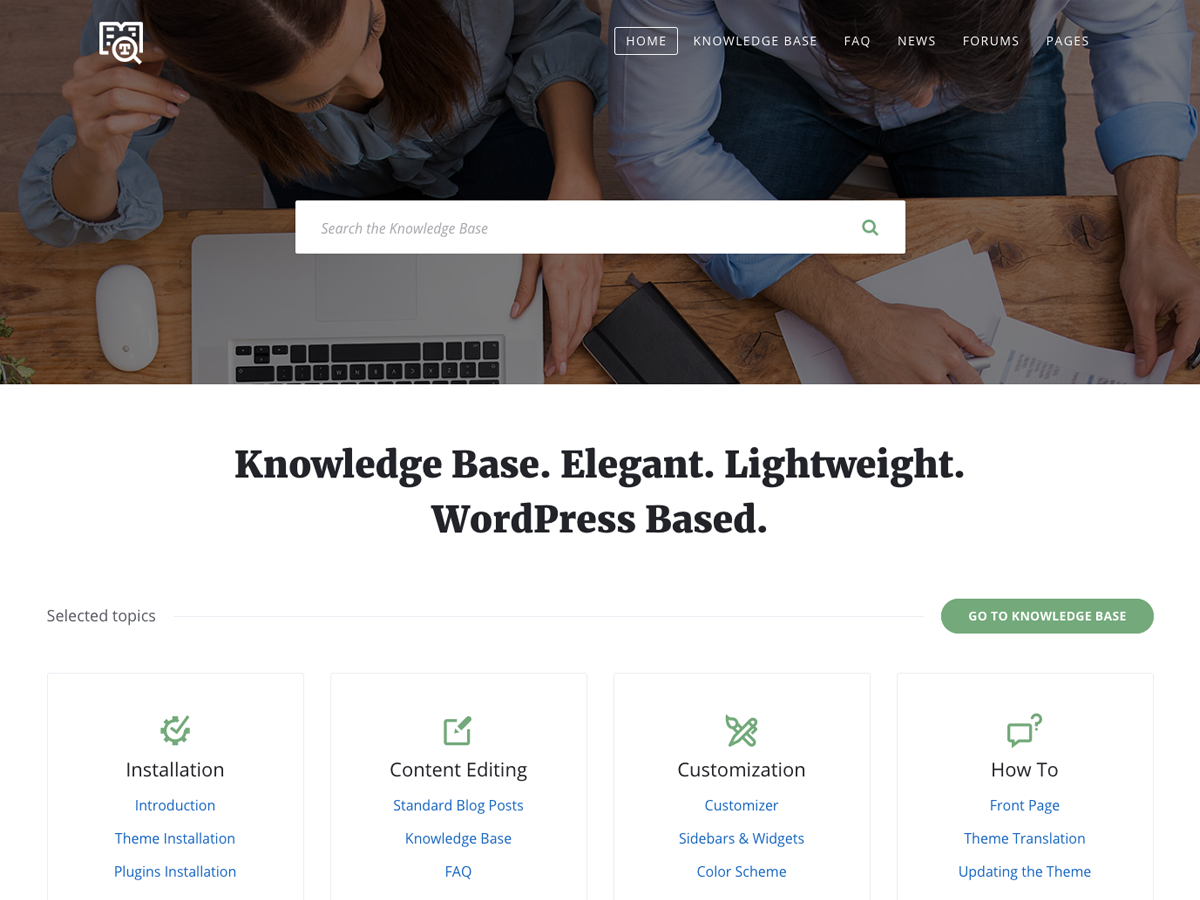 HOME KNOWLEDGE BASE FAQ NEWS FORUMS PAGES
Search the Knowledge Base
Knowledge Base. Elegant. Lightweight.
WordPress Based.
Selected topics
GO TO KNOWLEDGE BASE
Installation
Introduction
Theme Installation
Plugins Installation
Content Editing
Standard Blog Posts
Knowledge Base
FAQ
Customization
Customizer
Sidebars & Widgets
Color Scheme
How To
Front Page
Theme Translation
Updating the Theme